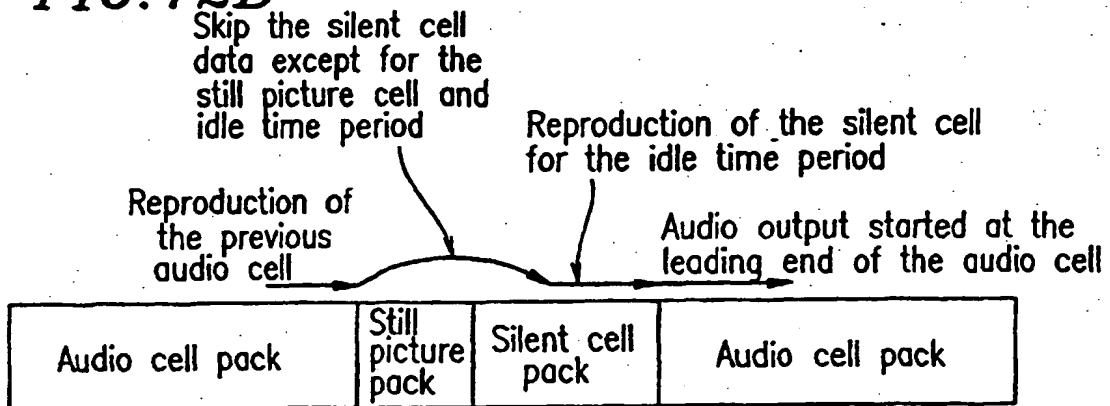 FIG. 72B
Skip the silent cell
data except for the
still picture cell and
idle time period
Reproduction of the silent cell
for the idle time period
Reproduction of
the previous
audio cell
Audio output started at the
leading end of the audio cell
Audio cell pack
Still
picture
pack
Silent cell
pack
Audio cell pack